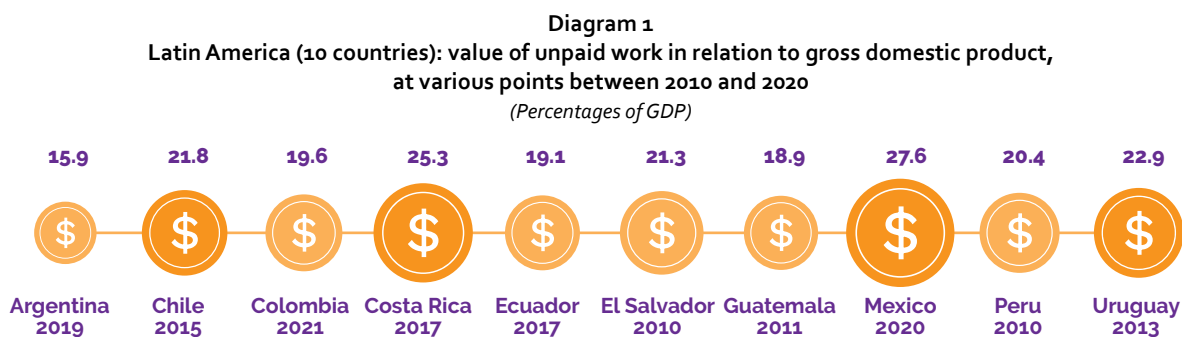 Diagram 1
Latin America (10 countries): value of unpaid work in relation to gross domestic product,
at various points between 2010 and 2020
(Percentages of GDP)
15.9 21.8 19.6 25.3 19.1 21.3 18.9 27.6 20.4 22.9
$ $ $ $ $ $ $ $ $ $
Argentina Chile Colombia Costa Rica Ecuador El Salvador Guatemala Mexico Peru Uruguay
2019 2015 2021 2017 2017 2010 2011 2020 2010 2013